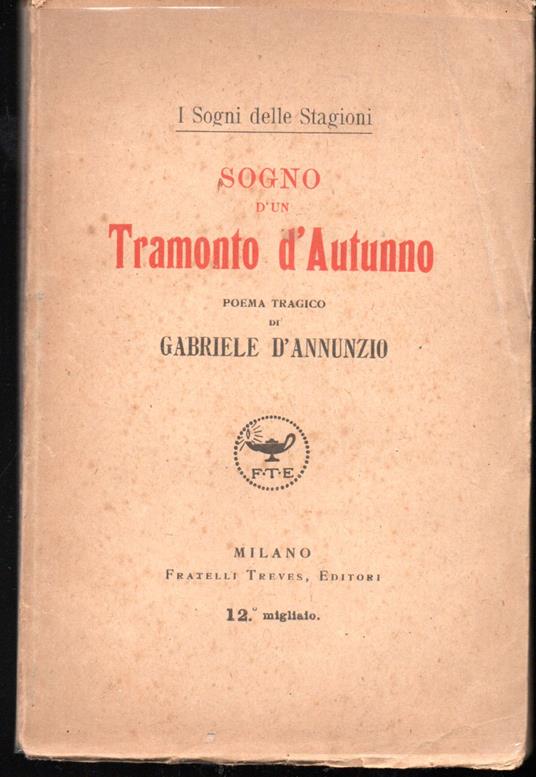 I Sogni delle Stagioni
SOGNO
D'UN
Tramonto d'Autunno
POEMA TRAGICO
DI
GABRIELE D'ANNUNZIO
F·T·E
MILANO
FRATELLI TREVES, EDITORI
12.° migliaio.